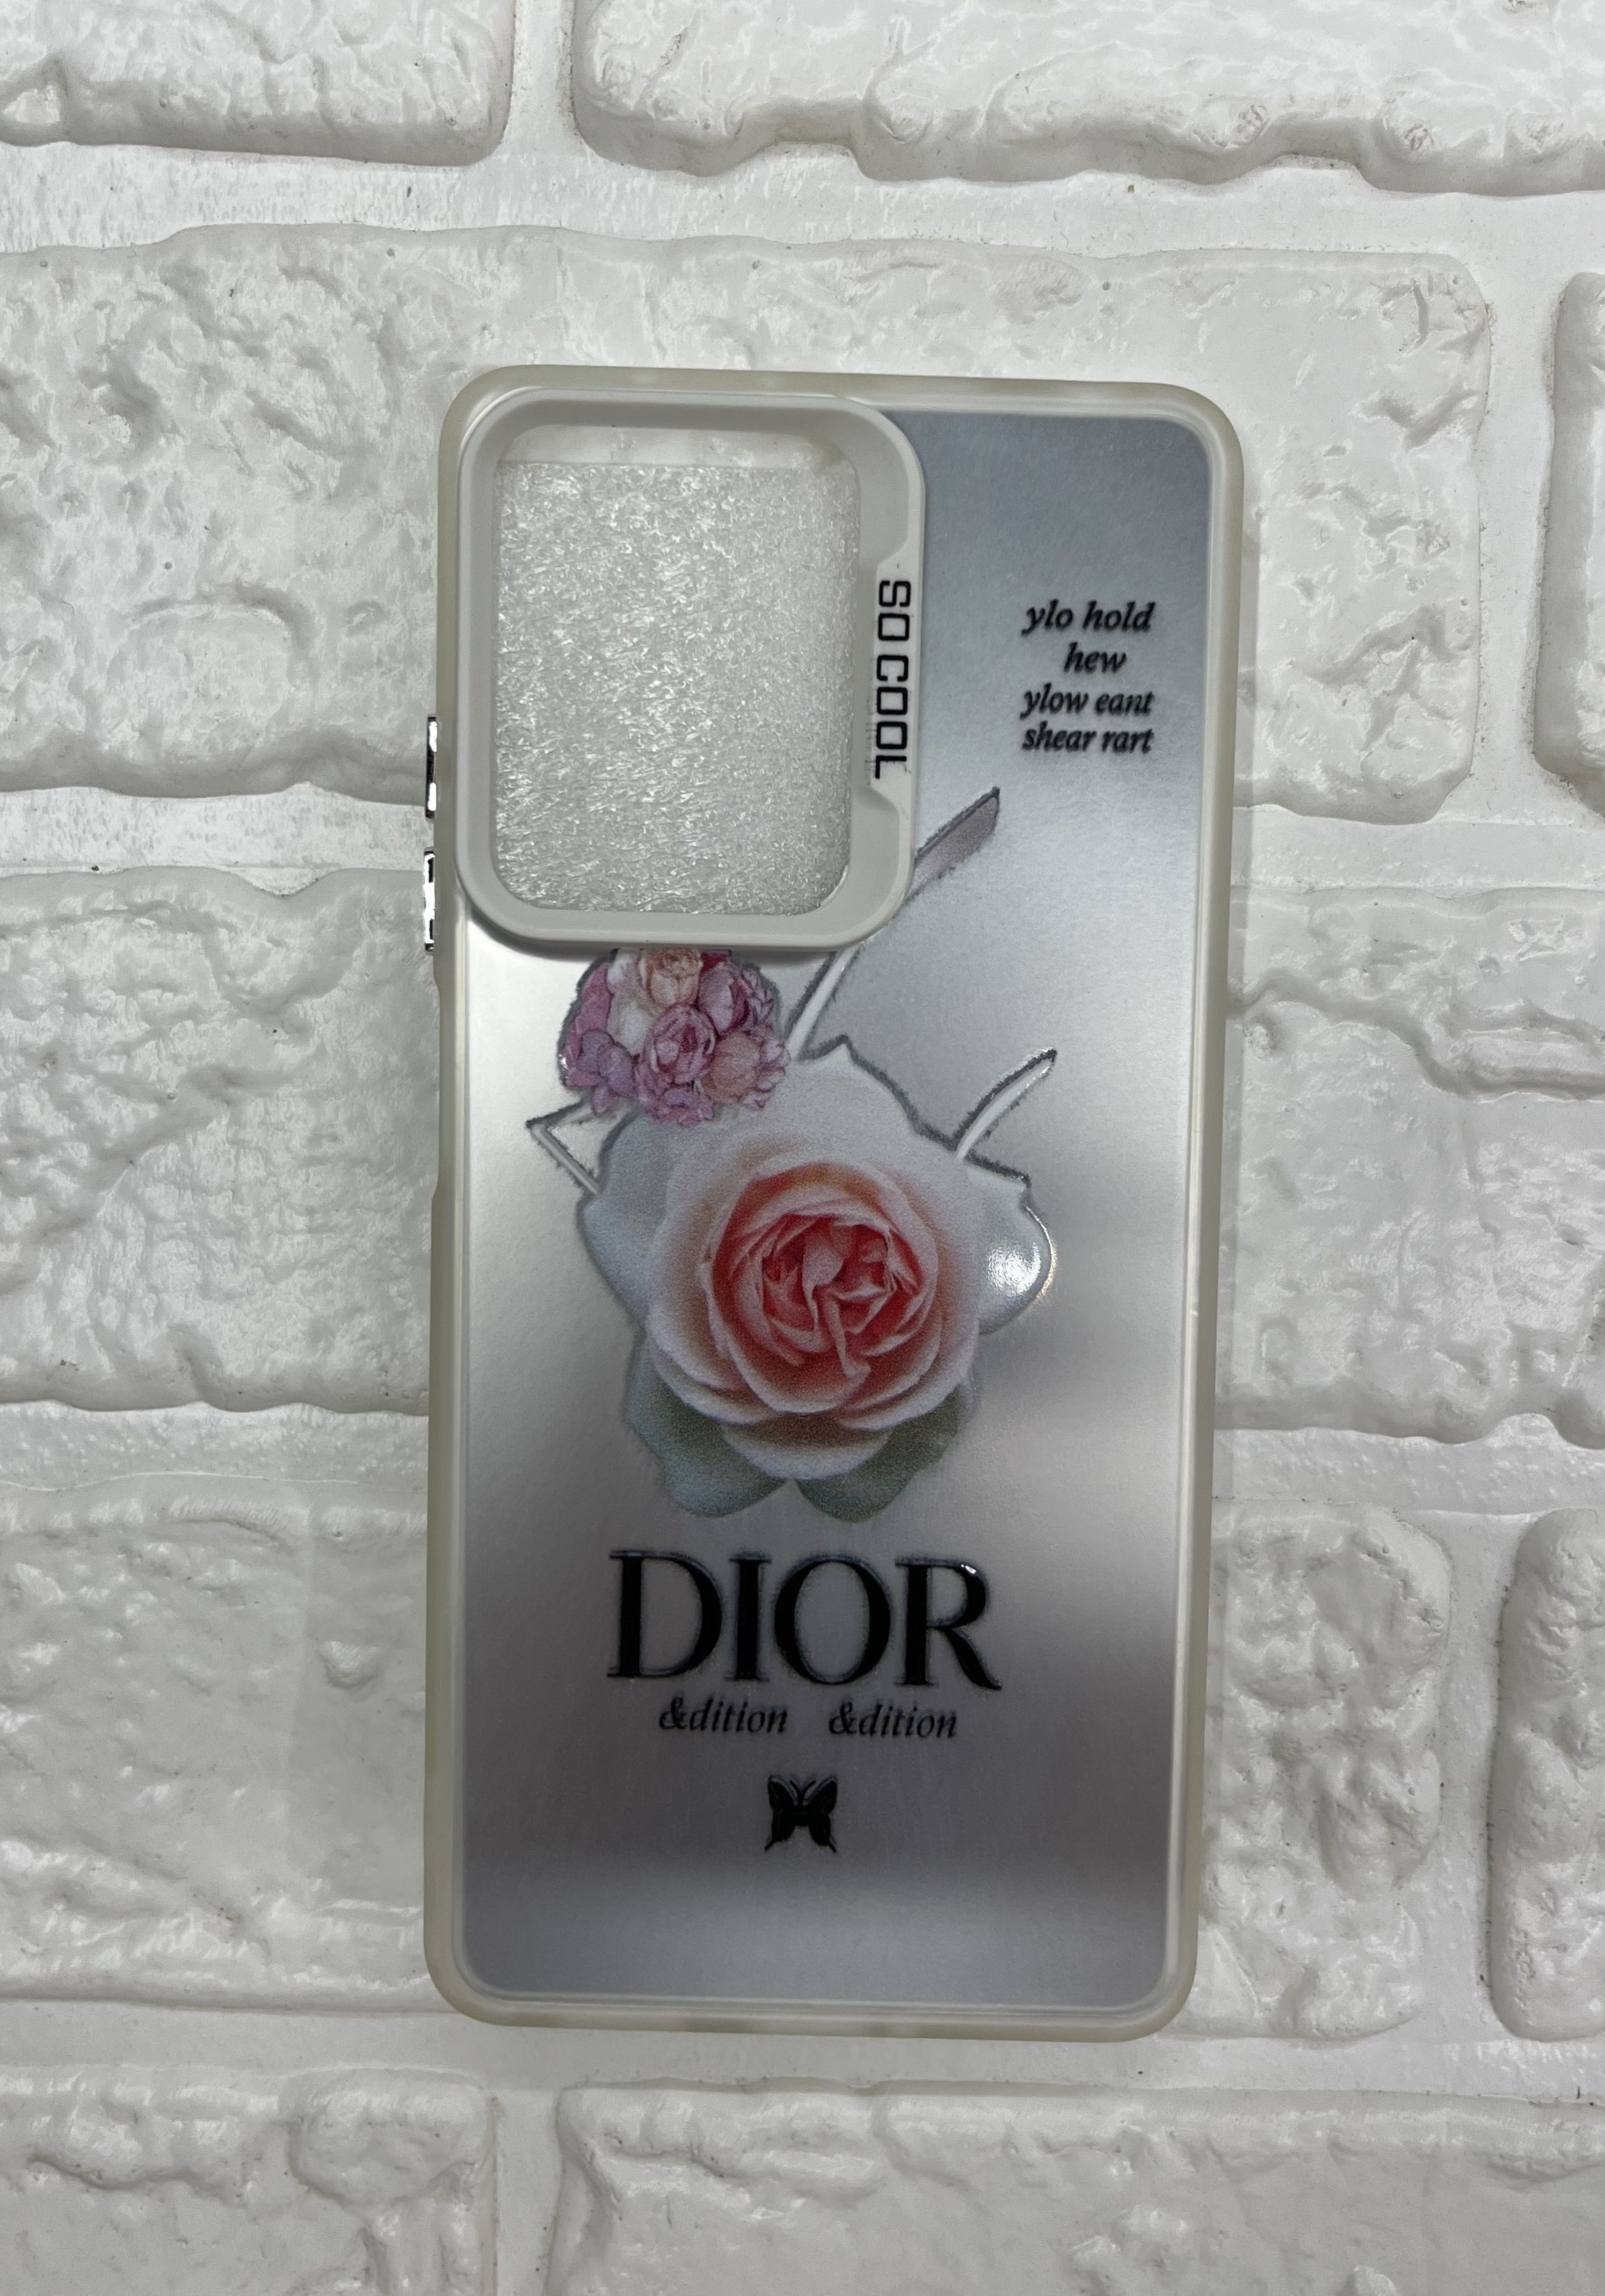 SO COOL
ylo hold
hew
ylow eant
shear rart
DIOR
&dition &dition